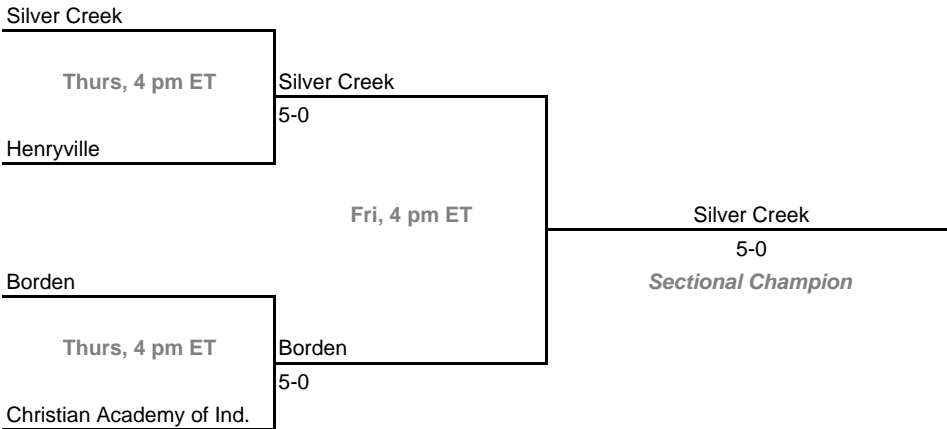 Silver Creek
Thurs, 4 pm ET
Silver Creek
5-0
Henryville
Fri, 4 pm ET
Silver Creek
5-0
Borden
Sectional Champion
Thurs, 4 pm ET
Borden
5-0
Christian Academy of Ind.